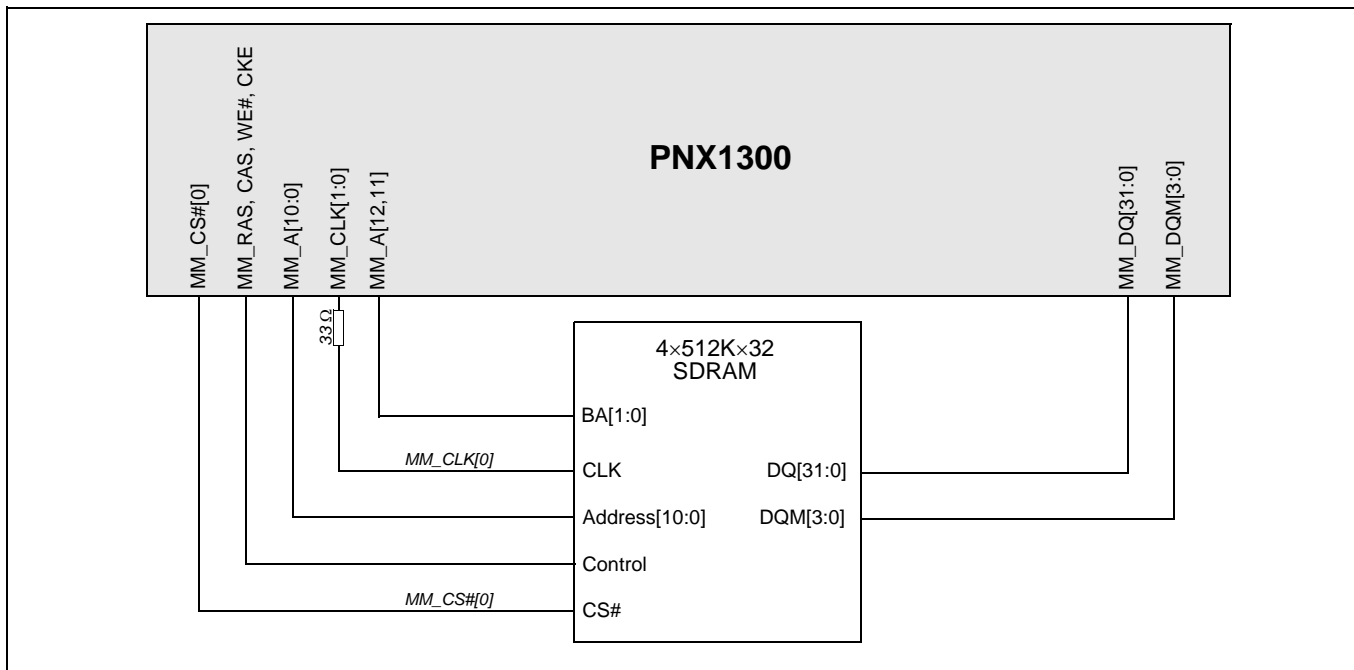 PNX1300
MM_CS#[0]
MM_RAS, CAS, WE#, CKE
MM_A[10:0]
MM_CLK[1:0]
MM_A[12,11]
MM_DQ[31:0]
MM_DQM[3:0]
33 Ω
4×512K×32
SDRAM
BA[1:0]
MM_CLK[0]
CLK
DQ[31:0]
Address[10:0]
DQM[3:0]
Control
MM_CS#[0]
CS#